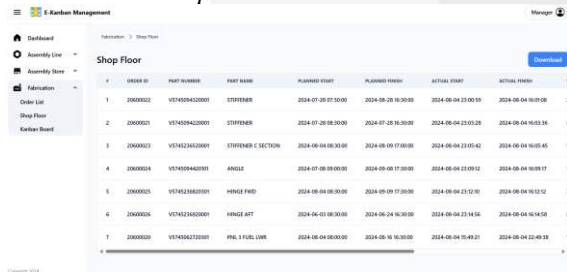 E-Kanban Management
Manager
Dashboard
Assembly Line
Assembly Store
Fabrication
Order List
Shop Floor
Kanban Board
Fabrication > Shop Floor
Shop Floor
Download
# ORDER ID PART NUMBER PART NAME PLANNED START PLANNED FINISH ACTUAL START ACTUAL FINISH
1 20600022 STIFFENER 2024-07-28 07:30:00 2024-08-28 16:30:00 2024-08-04 23:00:59 2024-08-04 16:01:08
2 20600021 STIFFENER 2024-07-28 08:30:00 2024-07-28 16:30:00 2024-08-04 23:03:28 2024-08-04 16:03:36
3 20600023 STIFFENER C SECTION 2024-08-04 08:30:00 2024-08-09 17:00:00 2024-08-04 23:05:42 2024-08-04 16:05:45
4 20600024 ANGLE 2024-07-08 09:00:00 2024-09-08 17:30:00 2024-08-04 23:09:12 2024-08-04 16:09:17
5 20600025 HINGE FWD 2024-08-04 08:30:00 2024-09-09 17:30:00 2024-08-04 23:12:10 2024-08-04 16:12:12
6 20600026 HINGE AFT 2024-06-03 08:30:00 2024-06-24 16:30:00 2024-08-04 23:14:56 2024-08-04 16:14:58
7 20600020 PNL 3 FUEL LWR 2024-08-04 08:00:00 2024-08-16 16:30:00 2024-08-04 15:49:21 2024-08-04 22:49:38
Copyright 2024